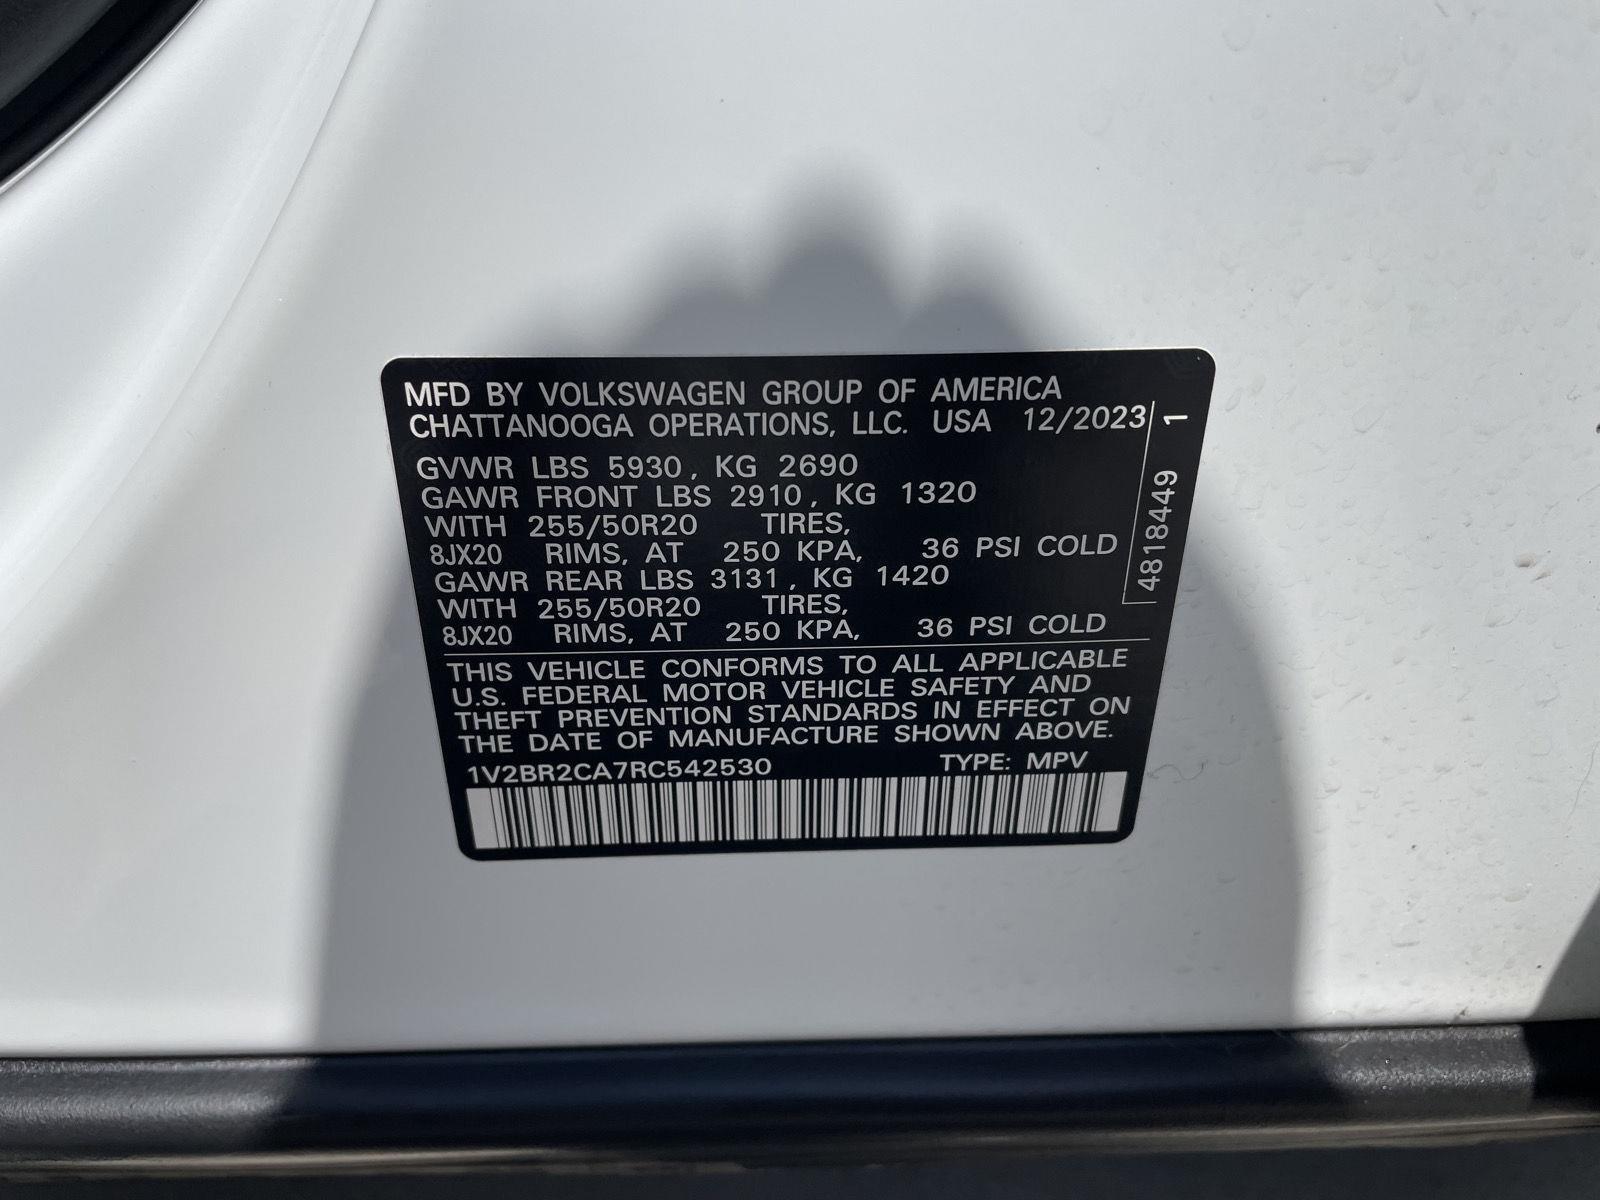 MFD BY VOLKSWAGEN GROUP OF AMERICA
CHATTANOOGA OPERATIONS, LLC. USA 12/2023
GVWR LBS 5930, KG 2690
GAWR FRONT LBS 2910, KG 1320
WITH 255/50R20 TIRES,
8JX20 RIMS, AT 250 KPA, 36 PSI COLD
GAWR REAR LBS 3131, KG 1420
WITH 255/50R20 TIRES,
8JX20 RIMS, AT 250 KPA, 36 PSI COLD
4818449 1
THIS VEHICLE CONFORMS TO ALL APPLICABLE
U.S. FEDERAL MOTOR VEHICLE SAFETY AND
THEFT PREVENTION STANDARDS IN EFFECT ON
THE DATE OF MANUFACTURE SHOWN ABOVE.
1V2BR2CA7RC542530 TYPE: MPV